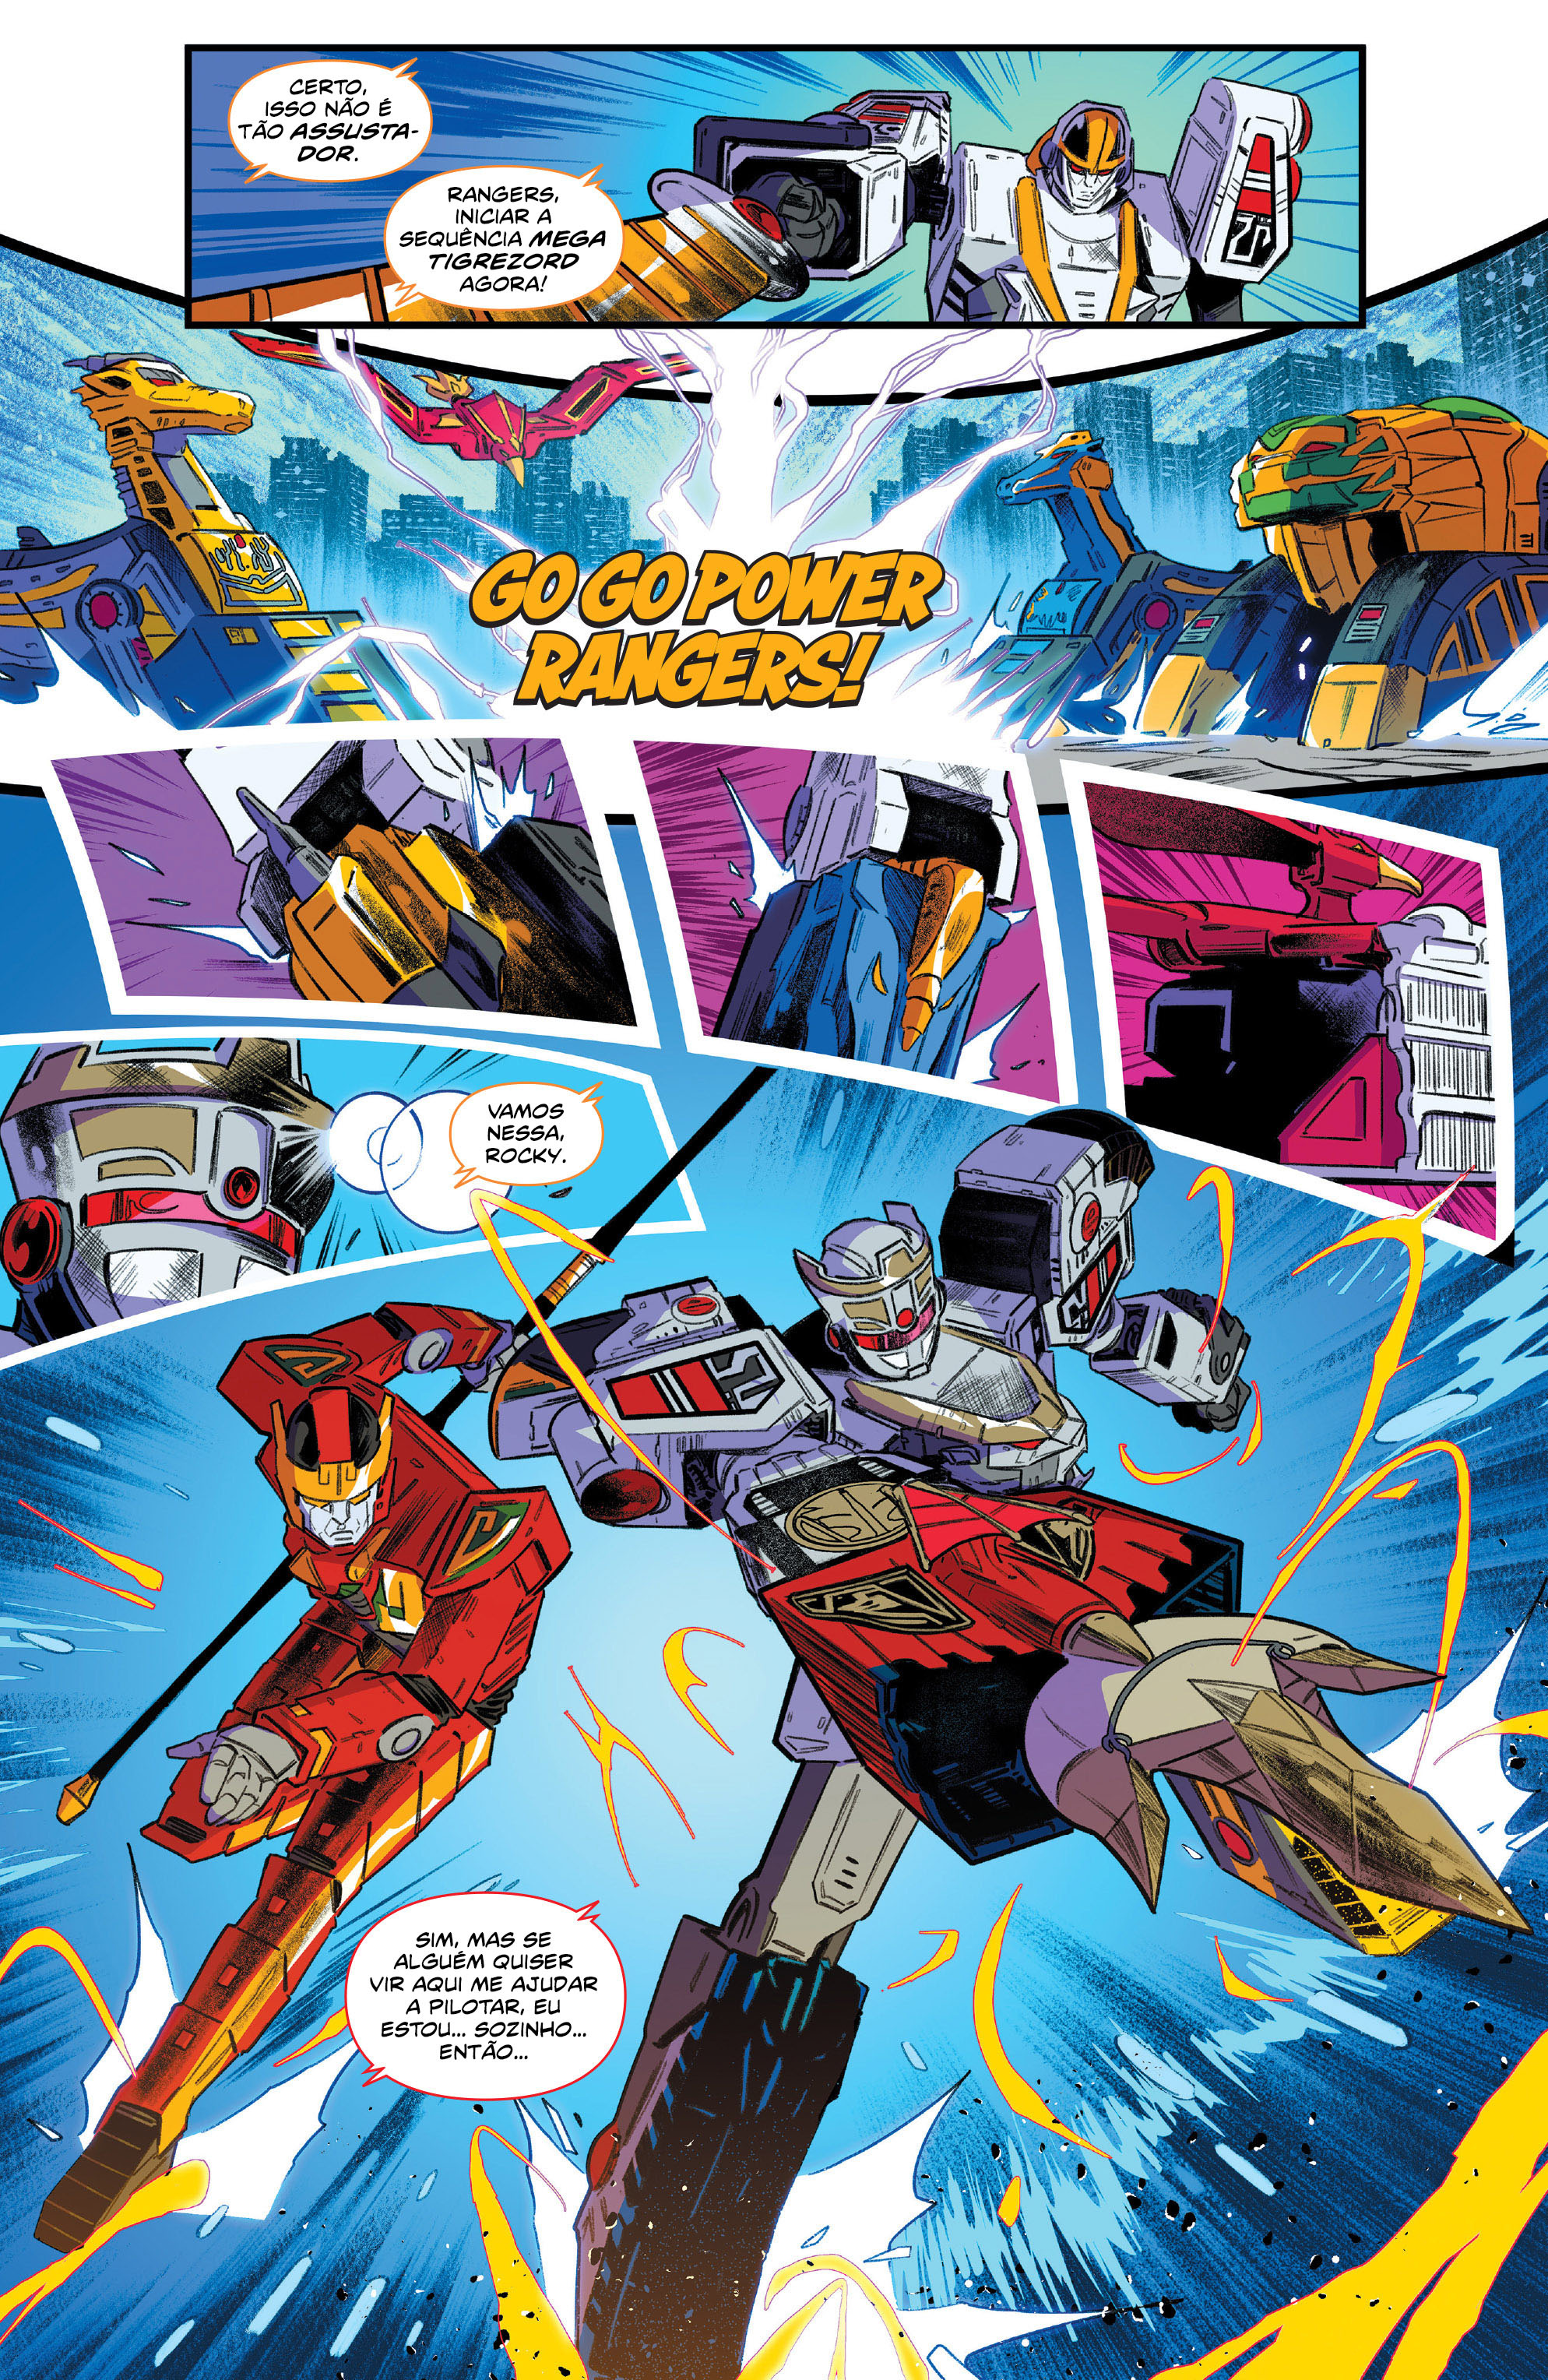 CERTO,
ISSO NÃO É
TÃO ASSUSTA-
DOR.
RANGERS,
INICIAR A
SEQUÊNCIA MEGA
TIGREZORD
AGORA!
GO GO POWER
RANGERS!
VAMOS
NESSA,
ROCKY.
SIM, MAS SE
ALGUÉM QUISER
VIR AQUI ME AJUDAR
A PILOTAR, EU
ESTOU... SOZINHO...
ENTÃO...